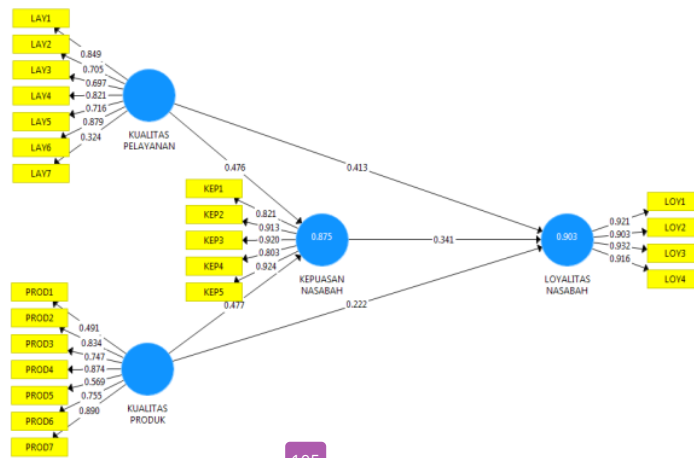 LAY1
LAY2
LAY3
LAY4
LAY5
LAY6
LAY7
0.849
0.705
0.697
0.821
0.716
0.879
0.324
KUALITAS
PELAYANAN
0.476
0.413
KEP1
KEP2
KEP3
KEP4
KEP5
0.821
0.913
0.920
0.803
0.924
0.875
KEPUASAN
NASABAH
0.341
0.903
LOYALITAS
NASABAH
0.921
0.903
0.932
0.916
LOY1
LOY2
LOY3
LOY4
0.477
0.222
PROD1
PROD2
PROD3
PROD4
PROD5
PROD6
PROD7
0.491
0.834
0.747
0.874
0.569
0.755
0.890
KUALITAS
PRODUK